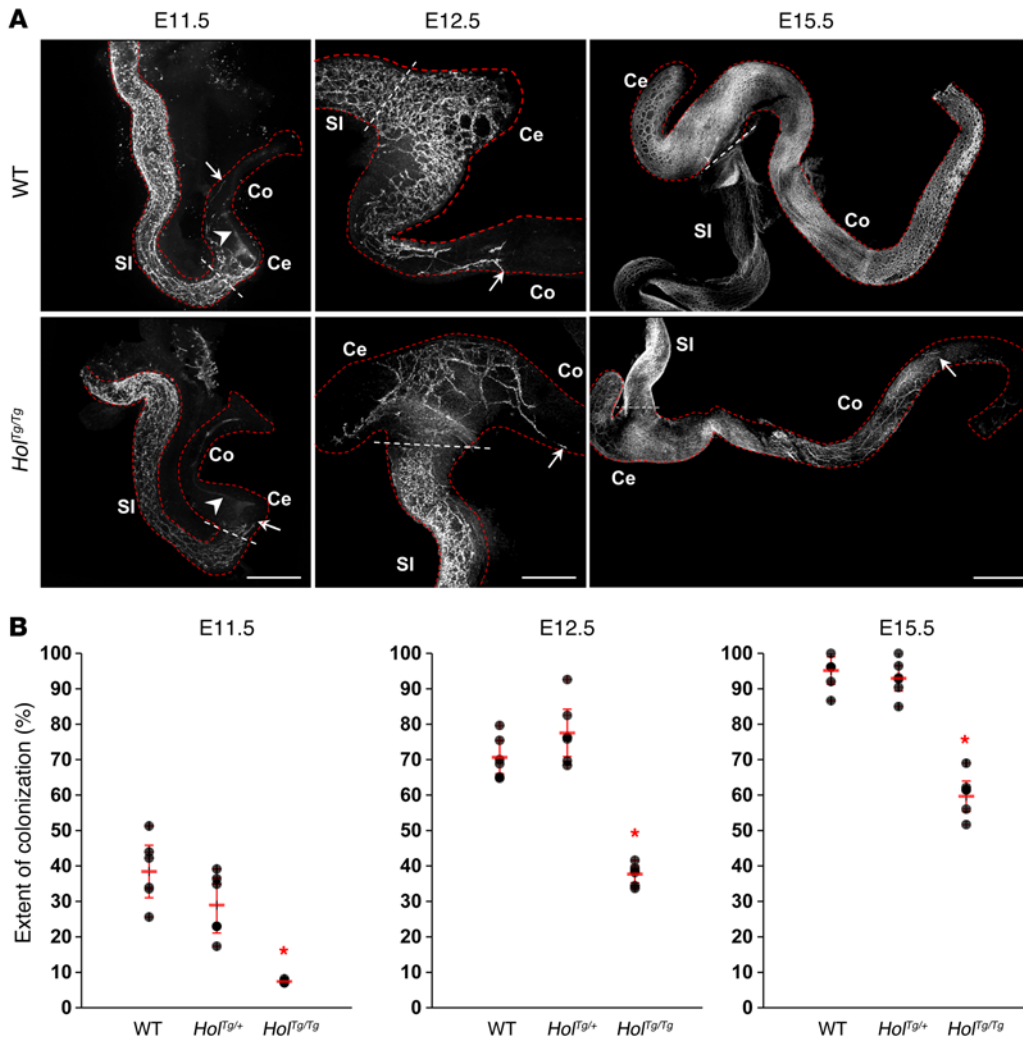 A
E11.5
E12.5
E15.5
WT
SI
Co
Ce
SI
Ce
Co
Ce
SI
Co
Hol^Tg/Tg
SI
Co
Ce
Ce
Co
SI
SI
Co
Ce
B
E11.5
E12.5
E15.5
Extent of colonization (%)
100
90
80
70
60
50
40
30
20
10
0
*
WT
Hol^Tg/+
Hol^Tg/Tg
100
90
80
70
60
50
40
30
20
10
0
*
WT
Hol^Tg/+
Hol^Tg/Tg
100
90
80
70
60
50
40
30
20
10
0
*
WT
Hol^Tg/+
Hol^Tg/Tg